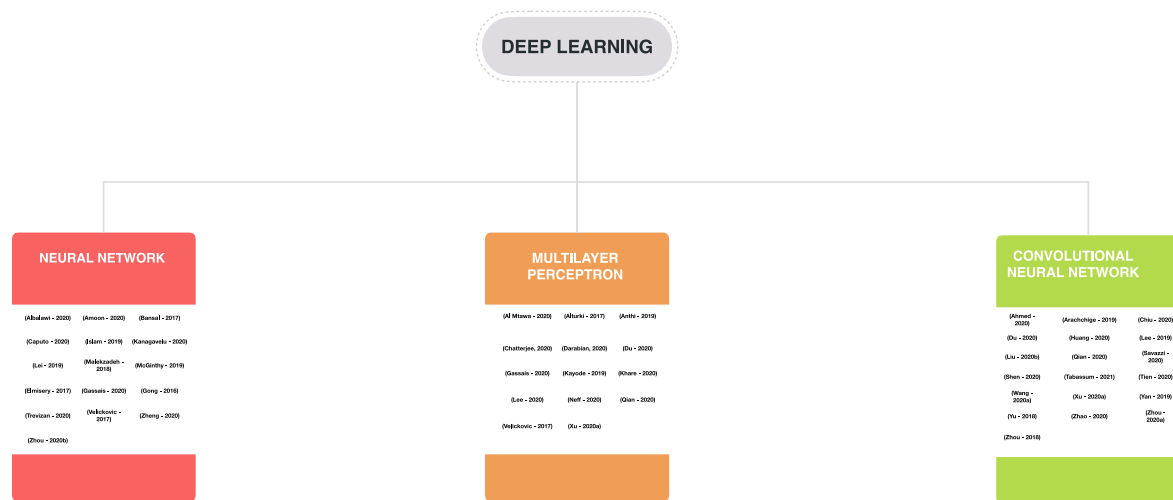 DEEP LEARNING
NEURAL NETWORK
(Albalawi - 2020) (Amoon - 2020) (Bansal - 2017)
(Caputo - 2020) (Islam - 2019) (Kanagavelu - 2020)
(Lei - 2019) (Malekzadeh - 2018) (McGinthy - 2019)
(Elmisery - 2017) (Gassais - 2020) (Gong - 2016)
(Trevizan - 2020) (Velickovic - 2017) (Zheng - 2020)
(Zhou - 2020b)
MULTILAYER
PERCEPTRON
(Al Mtawa - 2020) (Alturki - 2017) (Anthi - 2019)
(Chatterjee, 2020) (Darabian, 2020) (Du - 2020)
(Gassais - 2020) (Kayode - 2019) (Khare - 2020)
(Lee - 2020) (Neff - 2020) (Qian - 2020)
(Velickovic - 2017) (Xu - 2020a)
CONVOLUTIONAL
NEURAL NETWORK
(Ahmed - 2020) (Arachchige - 2019) (Chiu - 2020)
(Du - 2020) (Huang - 2020) (Lee - 2019)
(Liu - 2020b) (Qian - 2020) (Savazzi - 2020)
(Shen - 2020) (Tabassum - 2021) (Tien - 2020)
(Wang - 2020a) (Xu - 2020a) (Yan - 2019)
(Yu - 2018) (Zhao - 2020) (Zhou - 2020a)
(Zhou - 2018)